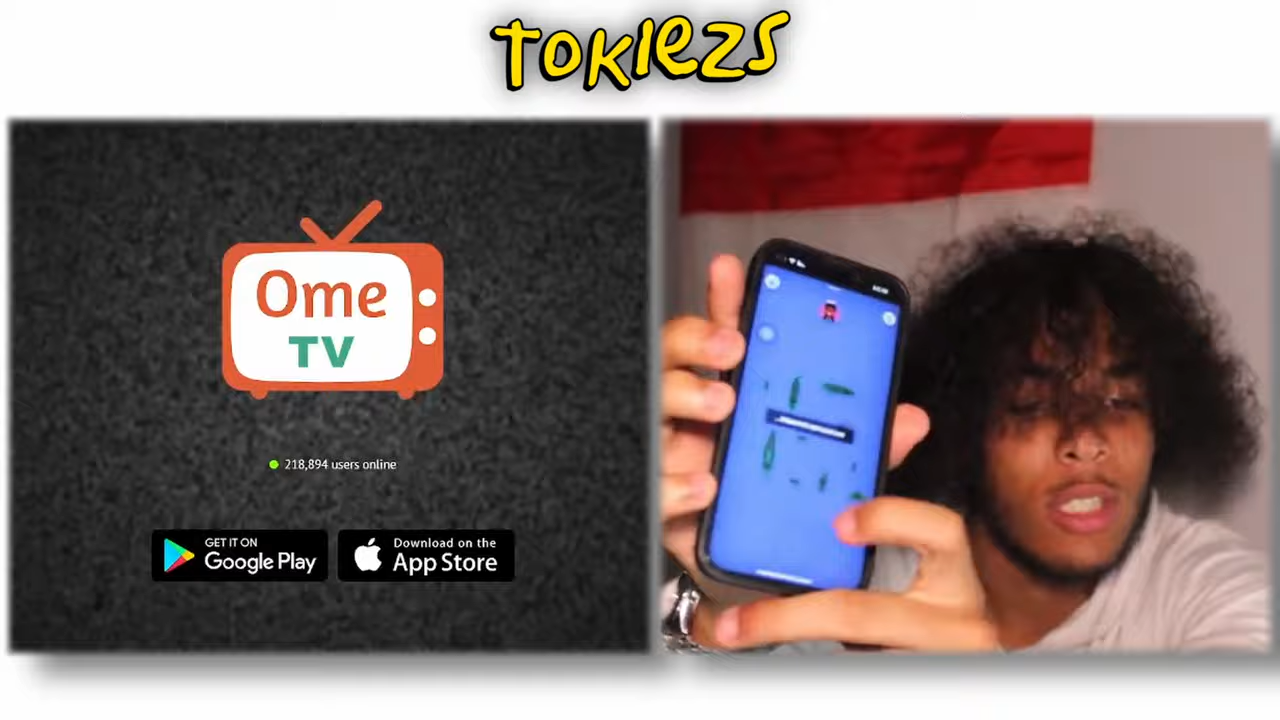 TOKIEZS
Ome
TV
218,894 users online
GET IT ON
Google Play
Download on the
App Store